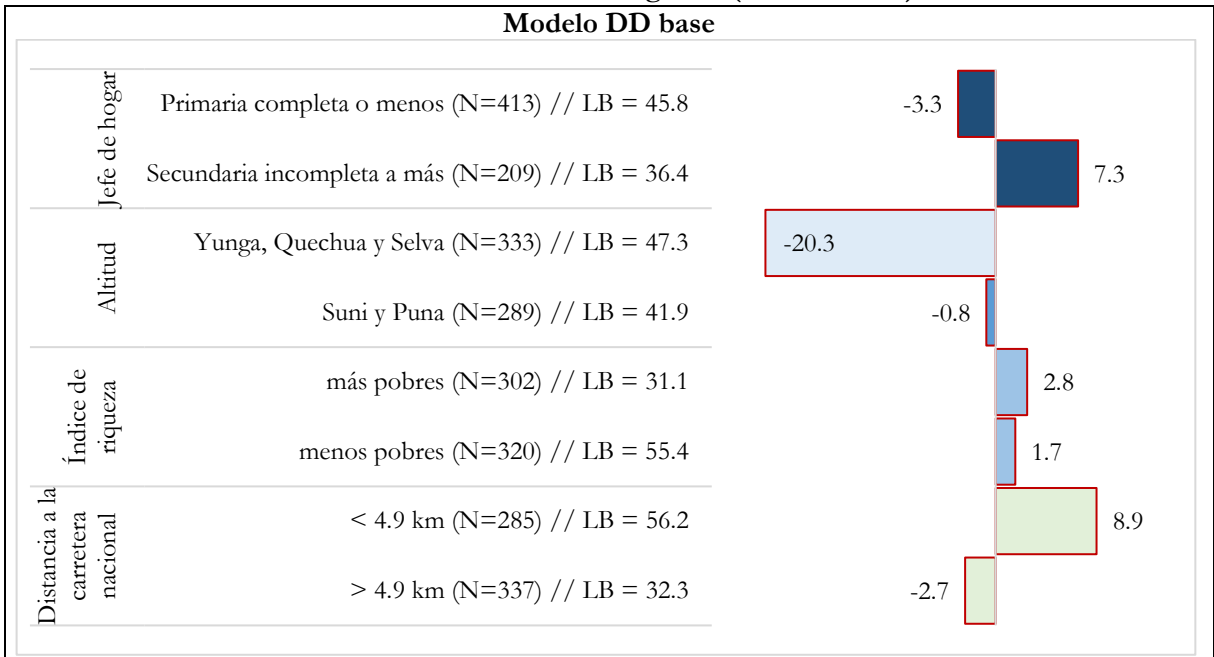 Modelo DD base
Jefe de hogar
Primaria completa o menos (N=413) // LB = 45.8
-3.3
Secundaria incompleta a más (N=209) // LB = 36.4
7.3
Altitud
Yunga, Quechua y Selva (N=333) // LB = 47.3
-20.3
Suni y Puna (N=289) // LB = 41.9
-0.8
Índice de
riqueza
más pobres (N=302) // LB = 31.1
2.8
menos pobres (N=320) // LB = 55.4
1.7
Distancia a la
carretera
nacional
< 4.9 km (N=285) // LB = 56.2
8.9
> 4.9 km (N=337) // LB = 32.3
-2.7